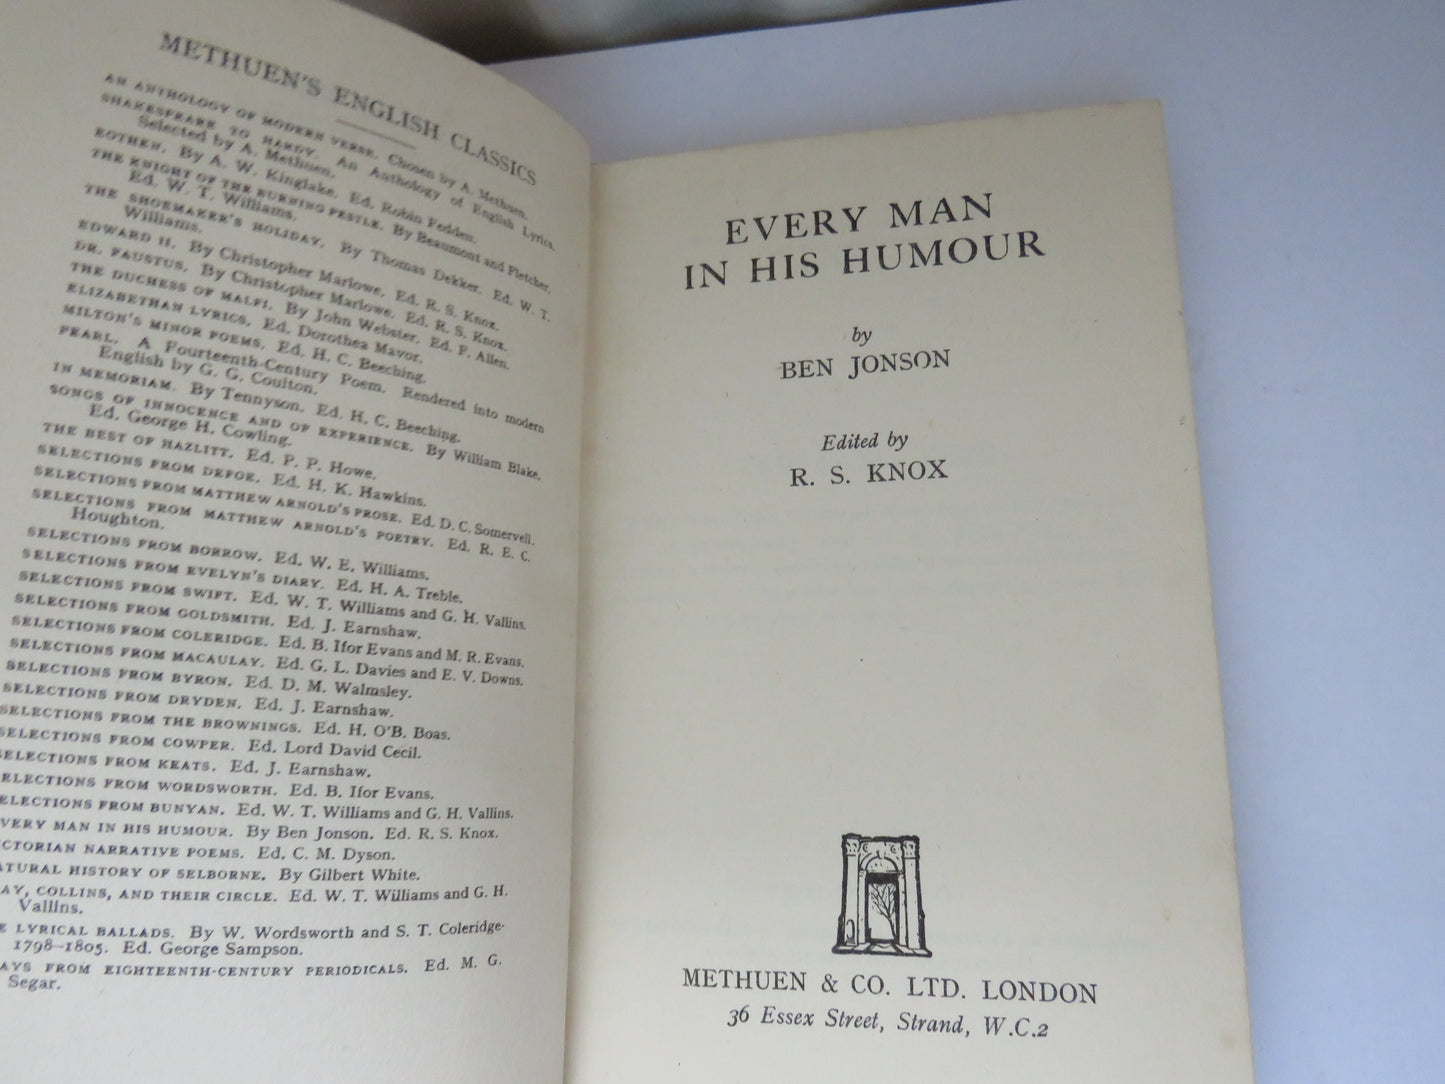 METHUEN'S ENGLISH CLASSICS
AN ANTHOLOGY OF MODERN VERSE. Chosen by A. Methuen.
SHAKESPEARE TO HARDY. An Anthology of English Lyrics.
Selected by A. Methuen.
EOTHEN. By A. W. Kinglake. Ed. Robin Fedden.
THE KNIGHT OF THE BURNING PESTLE. By Beaumont and Fletcher.
Ed. W. T. Williams.
THE SHOEMAKER'S HOLIDAY. By Thomas Dekker. Ed. W. T.
Williams.
EDWARD II. By Christopher Marlowe. Ed. R. S. Knox.
DR. FAUSTUS. By Christopher Marlowe. Ed. R. S. Knox.
THE DUCHESS OF MALFI. By John Webster. Ed. F. Allen.
ELIZABETHAN LYRICS. Ed. Dorothea Mavor.
MILTON'S MINOR POEMS. Ed. H. C. Beeching.
PEARL. A Fourteenth-Century Poem. Rendered into modern
English by G. G. Coulton.
IN MEMORIAM. By Tennyson. Ed. H. C. Beeching.
SONGS OF INNOCENCE AND OF EXPERIENCE. By William Blake.
Ed. George H. Cowling.
THE BEST OF HAZLITT. Ed. P. P. Howe.
SELECTIONS FROM DEFOE. Ed. H. K. Hawkins.
SELECTIONS FROM MATTHEW ARNOLD'S PROSE. Ed. D. C. Somervell.
SELECTIONS FROM MATTHEW ARNOLD'S POETRY. Ed. R. E. C.
Houghton.
SELECTIONS FROM BORROW. Ed. W. E. Williams.
SELECTIONS FROM EVELYN'S DIARY. Ed. H. A. Treble.
SELECTIONS FROM SWIFT. Ed. W. T. Williams and G. H. Vallins.
SELECTIONS FROM GOLDSMITH. Ed. J. Earnshaw.
SELECTIONS FROM COLERIDGE. Ed. B. Ifor Evans and M. R. Evans.
SELECTIONS FROM MACAULAY. Ed. G. L. Davies and E. V. Downs.
SELECTIONS FROM BYRON. Ed. D. M. Walmsley.
SELECTIONS FROM DRYDEN. Ed. J. Earnshaw.
SELECTIONS FROM THE BROWNINGS. Ed. H. O'B. Boas.
SELECTIONS FROM COWPER. Ed. Lord David Cecil.
SELECTIONS FROM KEATS. Ed. J. Earnshaw.
ELECTIONS FROM WORDSWORTH. Ed. B. Ifor Evans.
ELECTIONS FROM BUNYAN. Ed. W. T. Williams and G. H. Vallins.
VERY MAN IN HIS HUMOUR. By Ben Jonson. Ed. R. S. Knox.
CTORIAN NARRATIVE POEMS. Ed. C. M. Dyson.
ATURAL HISTORY OF SELBORNE. By Gilbert White.
AY, COLLINS, AND THEIR CIRCLE. Ed. W. T. Williams and G. H.
Vallins.
E LYRICAL BALLADS. By W. Wordsworth and S. T. Coleridge.
1798–1805. Ed. George Sampson.
AYS FROM EIGHTEENTH-CENTURY PERIODICALS. Ed. M. G.
Segar.
EVERY MAN
IN HIS HUMOUR
by
BEN JONSON
Edited by
R. S. KNOX
METHUEN & CO. LTD. LONDON
36 Essex Street, Strand, W.C.2